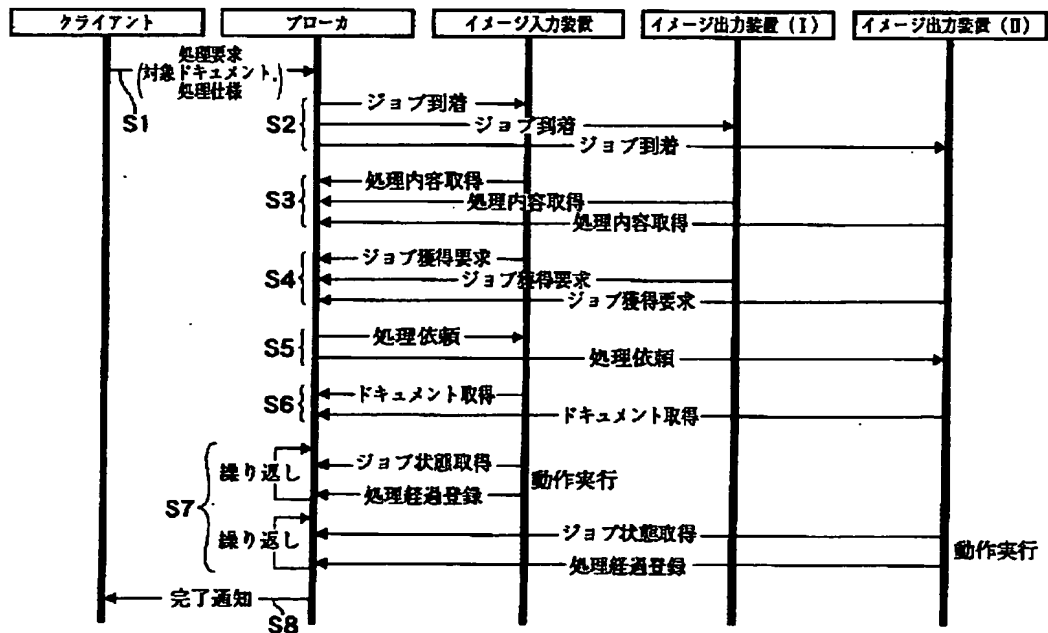 クライアント
ブローカ
イメージ入力装置
イメージ出力装置 (I)
イメージ出力装置 (II)
処理要求
(対象ドキュメント,
処理仕様)
S1
S2
ジョブ到着
ジョブ到着
ジョブ到着
S3
処理内容取得
処理内容取得
処理内容取得
S4
ジョブ獲得要求
ジョブ獲得要求
ジョブ獲得要求
S5
処理依頼
処理依頼
S6
ドキュメント取得
ドキュメント取得
S7
繰り返し
ジョブ状態取得
動作実行
処理経過登録
繰り返し
ジョブ状態取得
動作実行
処理経過登録
完了通知
S8